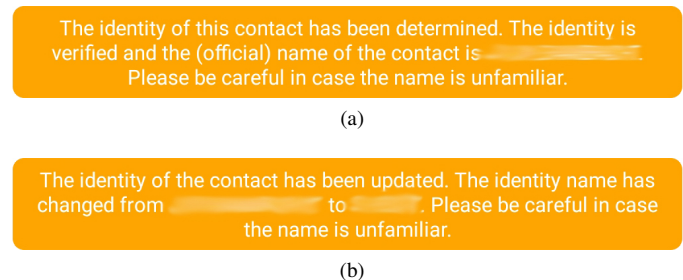 The identity of this contact has been determined. The identity is
verified and the (official) name of the contact is
Please be careful in case the name is unfamiliar.
(a)
The identity of the contact has been updated. The identity name has
changed from to . Please be careful in case
the name is unfamiliar.
(b)